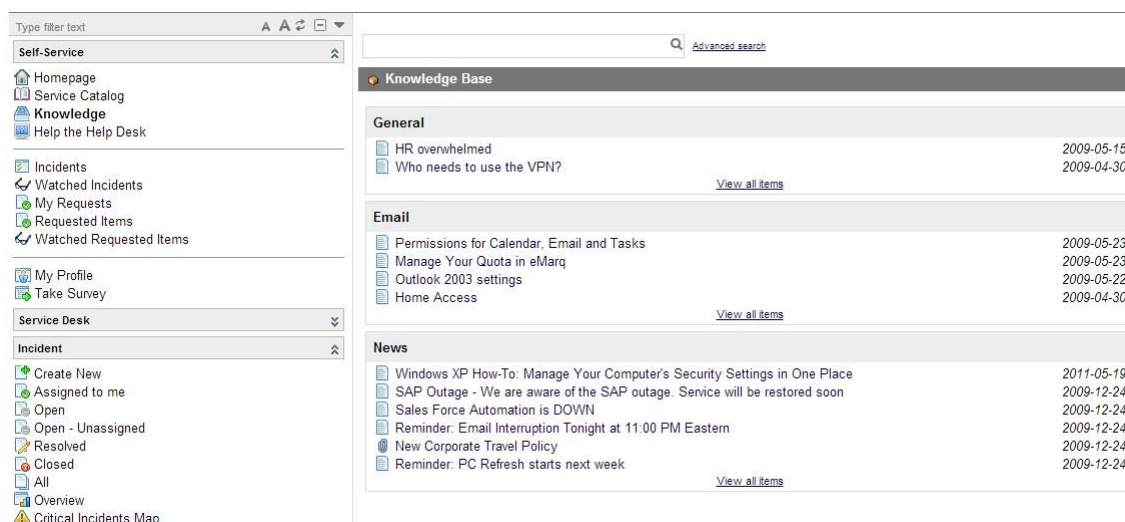 Type filter text A A
Self-Service
Homepage
Service Catalog
Knowledge
Help the Help Desk
Incidents
Watched Incidents
My Requests
Requested Items
Watched Requested Items
My Profile
Take Survey
Service Desk
Incident
Create New
Assigned to me
Open
Open - Unassigned
Resolved
Closed
All
Overview
Critical Incidents Map
Advanced search
Knowledge Base
General
HR overwhelmed 2009-05-15
Who needs to use the VPN? 2009-04-30
View all items
Email
Permissions for Calendar, Email and Tasks 2009-05-23
Manage Your Quota in eMarq 2009-05-23
Outlook 2003 settings 2009-05-22
Home Access 2009-04-30
View all items
News
Windows XP How-To: Manage Your Computer's Security Settings in One Place 2011-05-19
SAP Outage - We are aware of the SAP outage. Service will be restored soon 2009-12-24
Sales Force Automation is DOWN 2009-12-24
Reminder: Email Interruption Tonight at 11:00 PM Eastern 2009-12-24
New Corporate Travel Policy 2009-12-24
Reminder: PC Refresh starts next week 2009-12-24
View all items